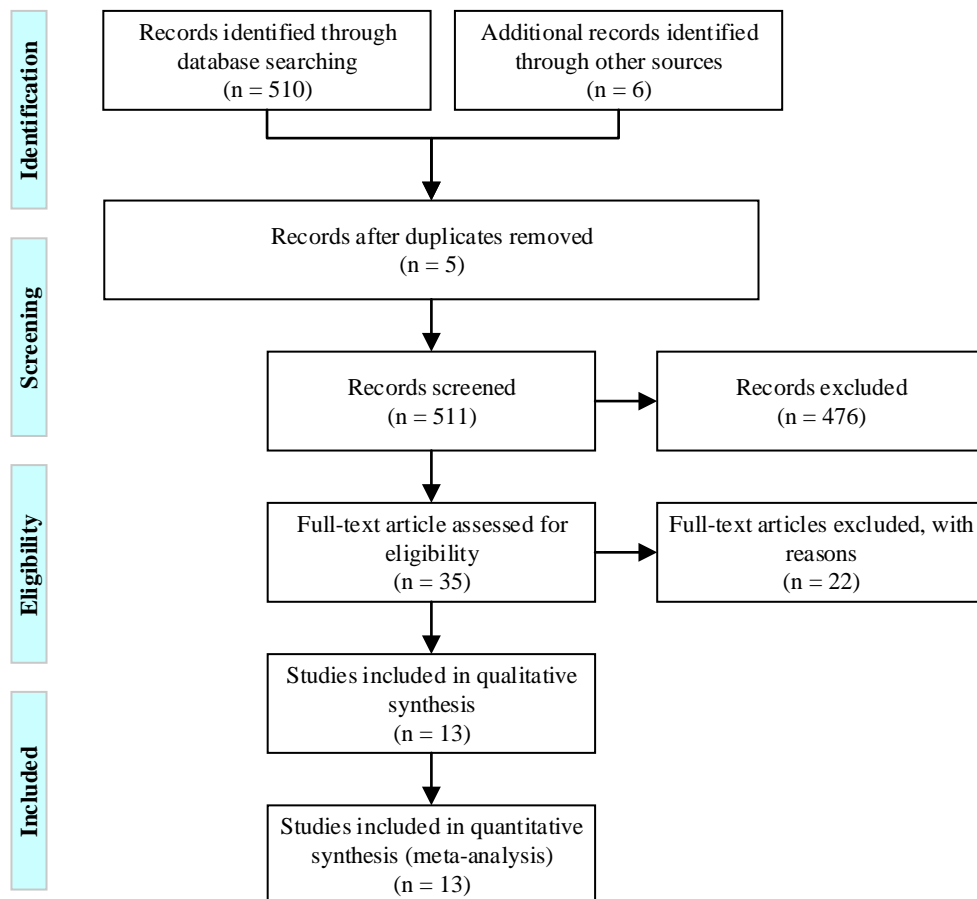 Identification
Records identified through
database searching
(n = 510)
Additional records identified
through other sources
(n = 6)
Records after duplicates removed
(n = 5)
Screening
Records screened
(n = 511)
Records excluded
(n = 476)
Eligibility
Full-text article assessed for
eligibility
(n = 35)
Full-text articles excluded, with
reasons
(n = 22)
Studies included in qualitative
synthesis
(n = 13)
Included
Studies included in quantitative
synthesis (meta-analysis)
(n = 13)